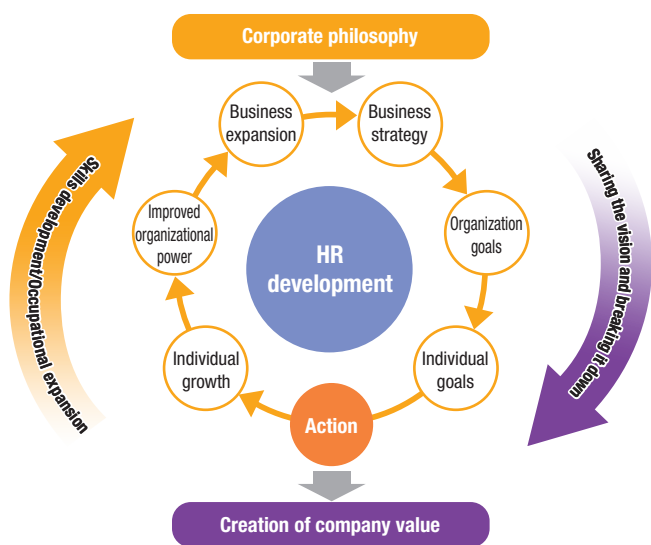 Corporate philosophy
Business
expansion
Business
strategy
Skills development/Occupational expansion
Sharing the vision and breaking it down
Improved
organizational
power
Organization
goals
HR
development
Individual
growth
Individual
goals
Action
Creation of company value